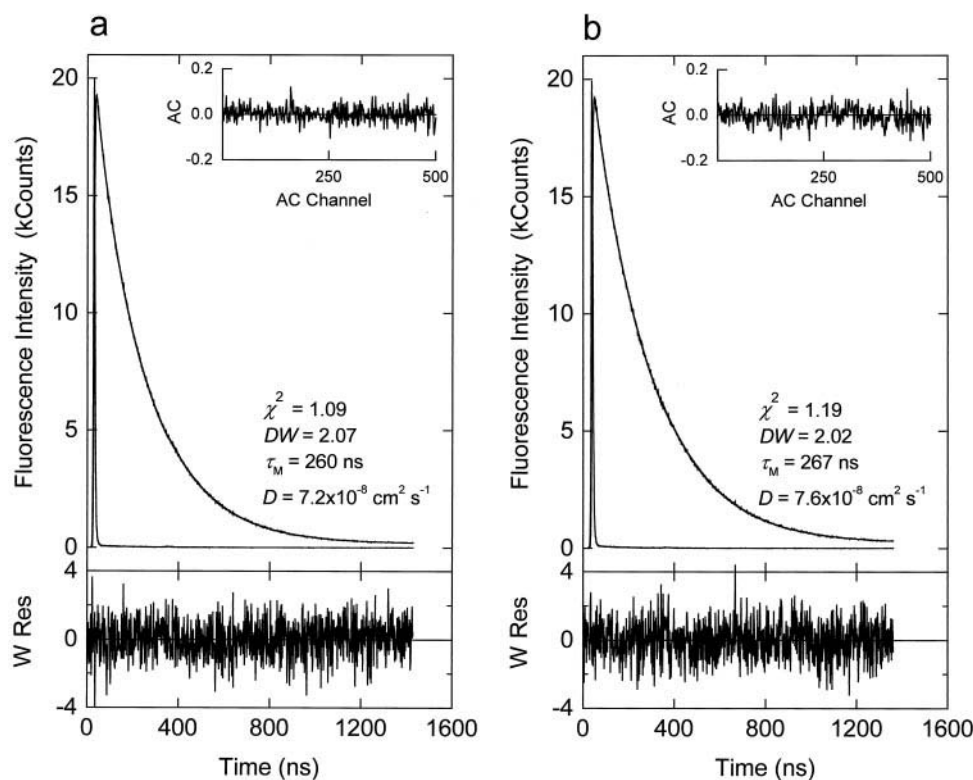 a
Fluorescence Intensity (kCounts)
20
15
10
5
0
AC
0.2
0.0
-0.2
250
500
AC Channel
χ² = 1.09
DW = 2.07
τM = 260 ns
D = 7.2x10⁻⁸ cm² s⁻¹
W Res
4
0
-4
0
400
800
1200
1600
Time (ns)
b
Fluorescence Intensity (kCounts)
20
15
10
5
0
AC
0.2
0.0
-0.2
250
500
AC Channel
χ² = 1.19
DW = 2.02
τM = 267 ns
D = 7.6x10⁻⁸ cm² s⁻¹
W Res
4
0
-4
0
400
800
1200
1600
Time (ns)